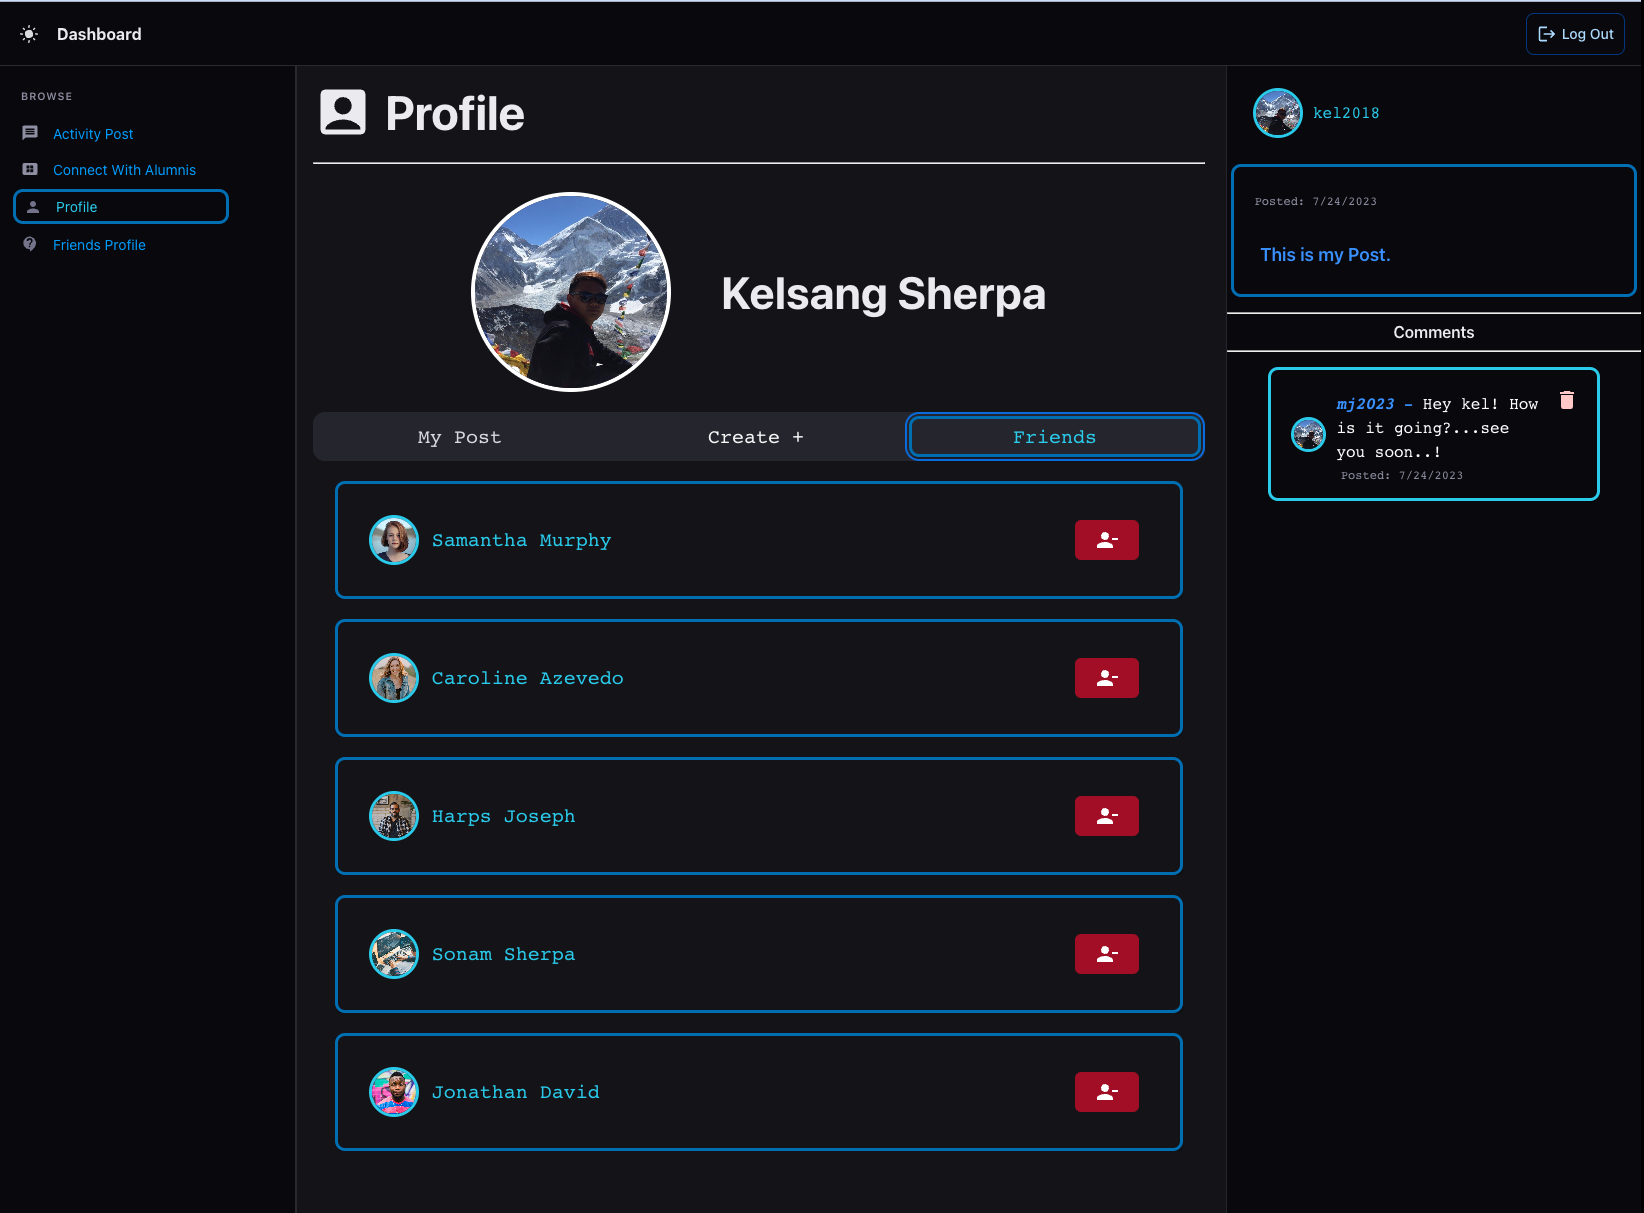 Dashboard
Log Out
BROWSE
Activity Post
Connect With Alumnis
Profile
Friends Profile
Profile
Kelsang Sherpa
My Post
Create +
Friends
Samantha Murphy
Caroline Azevedo
Harps Joseph
Sonam Sherpa
Jonathan David
kel2018
Posted: 7/24/2023
This is my Post.
Comments
mj2023 - Hey kel! How
is it going?...see
you soon..!
Posted: 7/24/2023